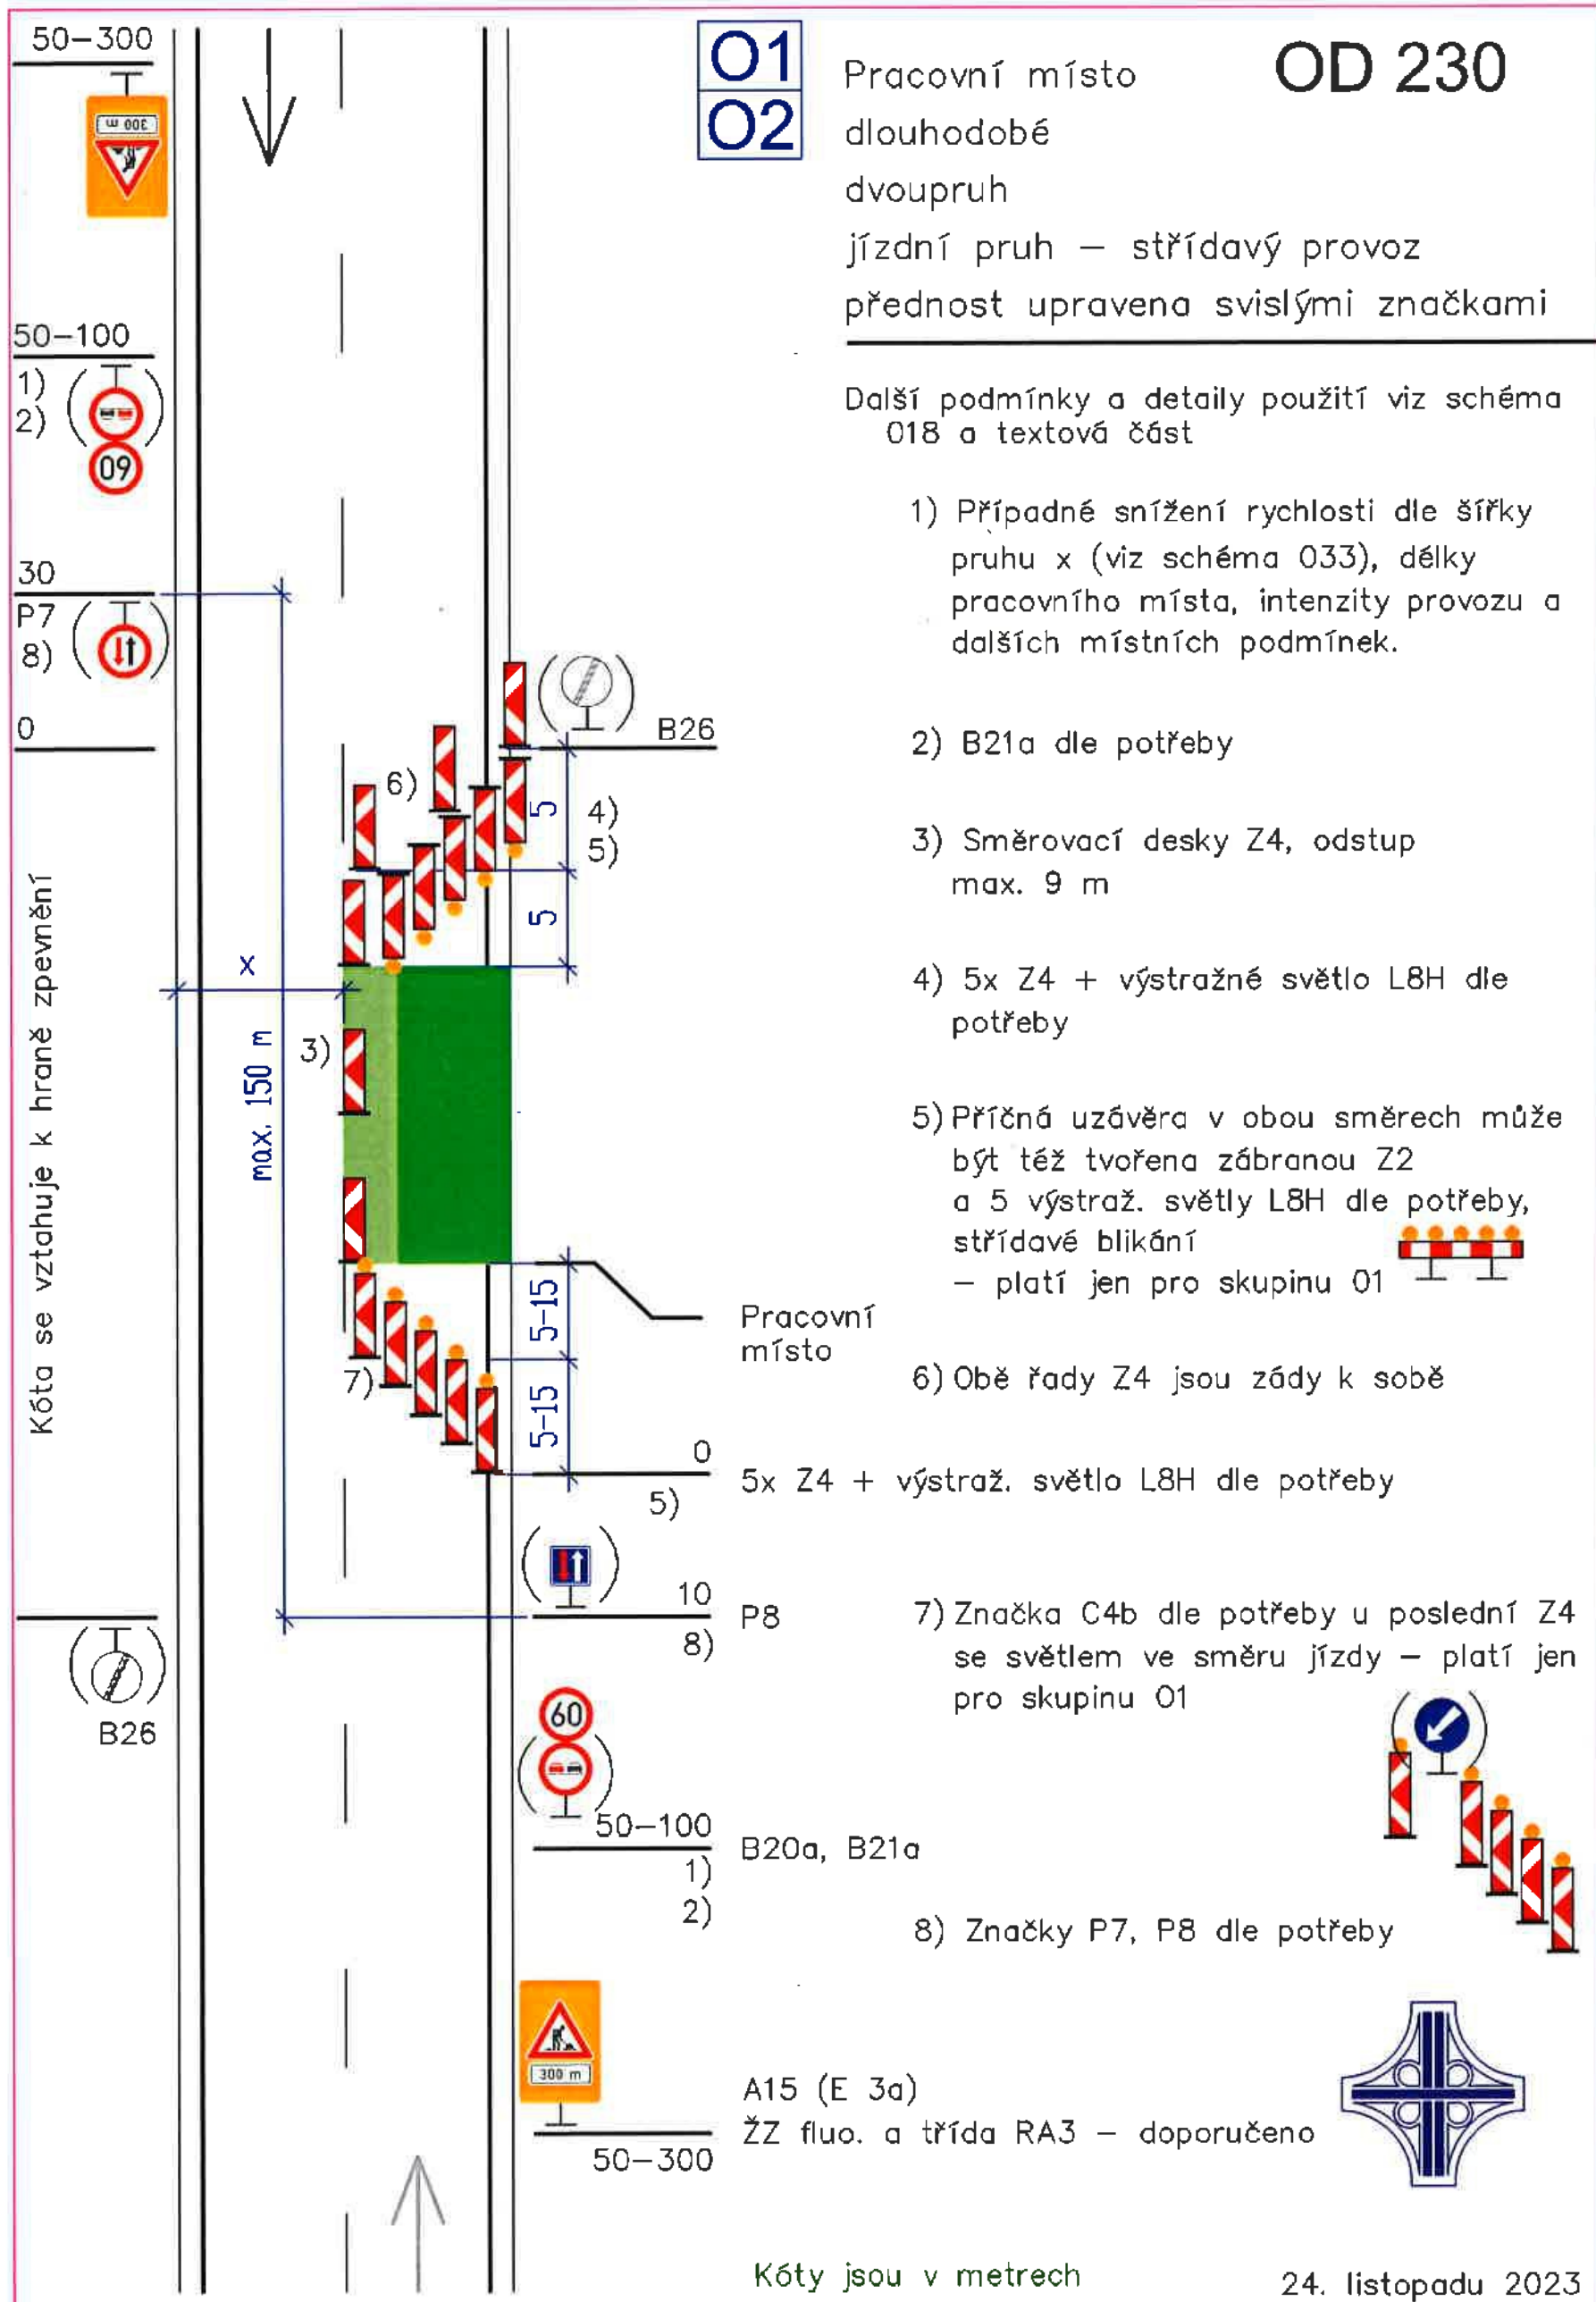 50-300
300 m
50-100
1)
2)
60
30
P7
8)
0
Kóta se vztahuje k hraně zpevnění
x
max. 150 m
3)
6)
B26
5
4)
5)
5
5-15
Pracovní
místo
7)
5-15
0
5)
5x Z4 + výstraž. světlo L8H dle potřeby
10
P8
8)
B26
60
50-100
B20a, B21a
1)
2)
300 m
A15 (E 3a)
ŽZ fluo. a třída RA3 – doporučeno
50-300
O1
O2
OD 230
Pracovní místo
dlouhodobé
dvoupruh
jízdní pruh – střídavý provoz
přednost upravena svislými značkami
Další podmínky a detaily použití viz schéma
018 a textová část
1) Případné snížení rychlosti dle šířky
pruhu x (viz schéma 033), délky
pracovního místa, intenzity provozu a
dalších místních podmínek.
2) B21a dle potřeby
3) Směrovací desky Z4, odstup
max. 9 m
4) 5x Z4 + výstražné světlo L8H dle
potřeby
5) Příčná uzávěra v obou směrech může
být též tvořena zábranou Z2
a 5 výstraž. světly L8H dle potřeby,
střídavé blikání
– platí jen pro skupinu O1
6) Obě řady Z4 jsou zády k sobě
7) Značka C4b dle potřeby u poslední Z4
se světlem ve směru jízdy – platí jen
pro skupinu O1
8) Značky P7, P8 dle potřeby
Kóty jsou v metrech
24. listopadu 2023